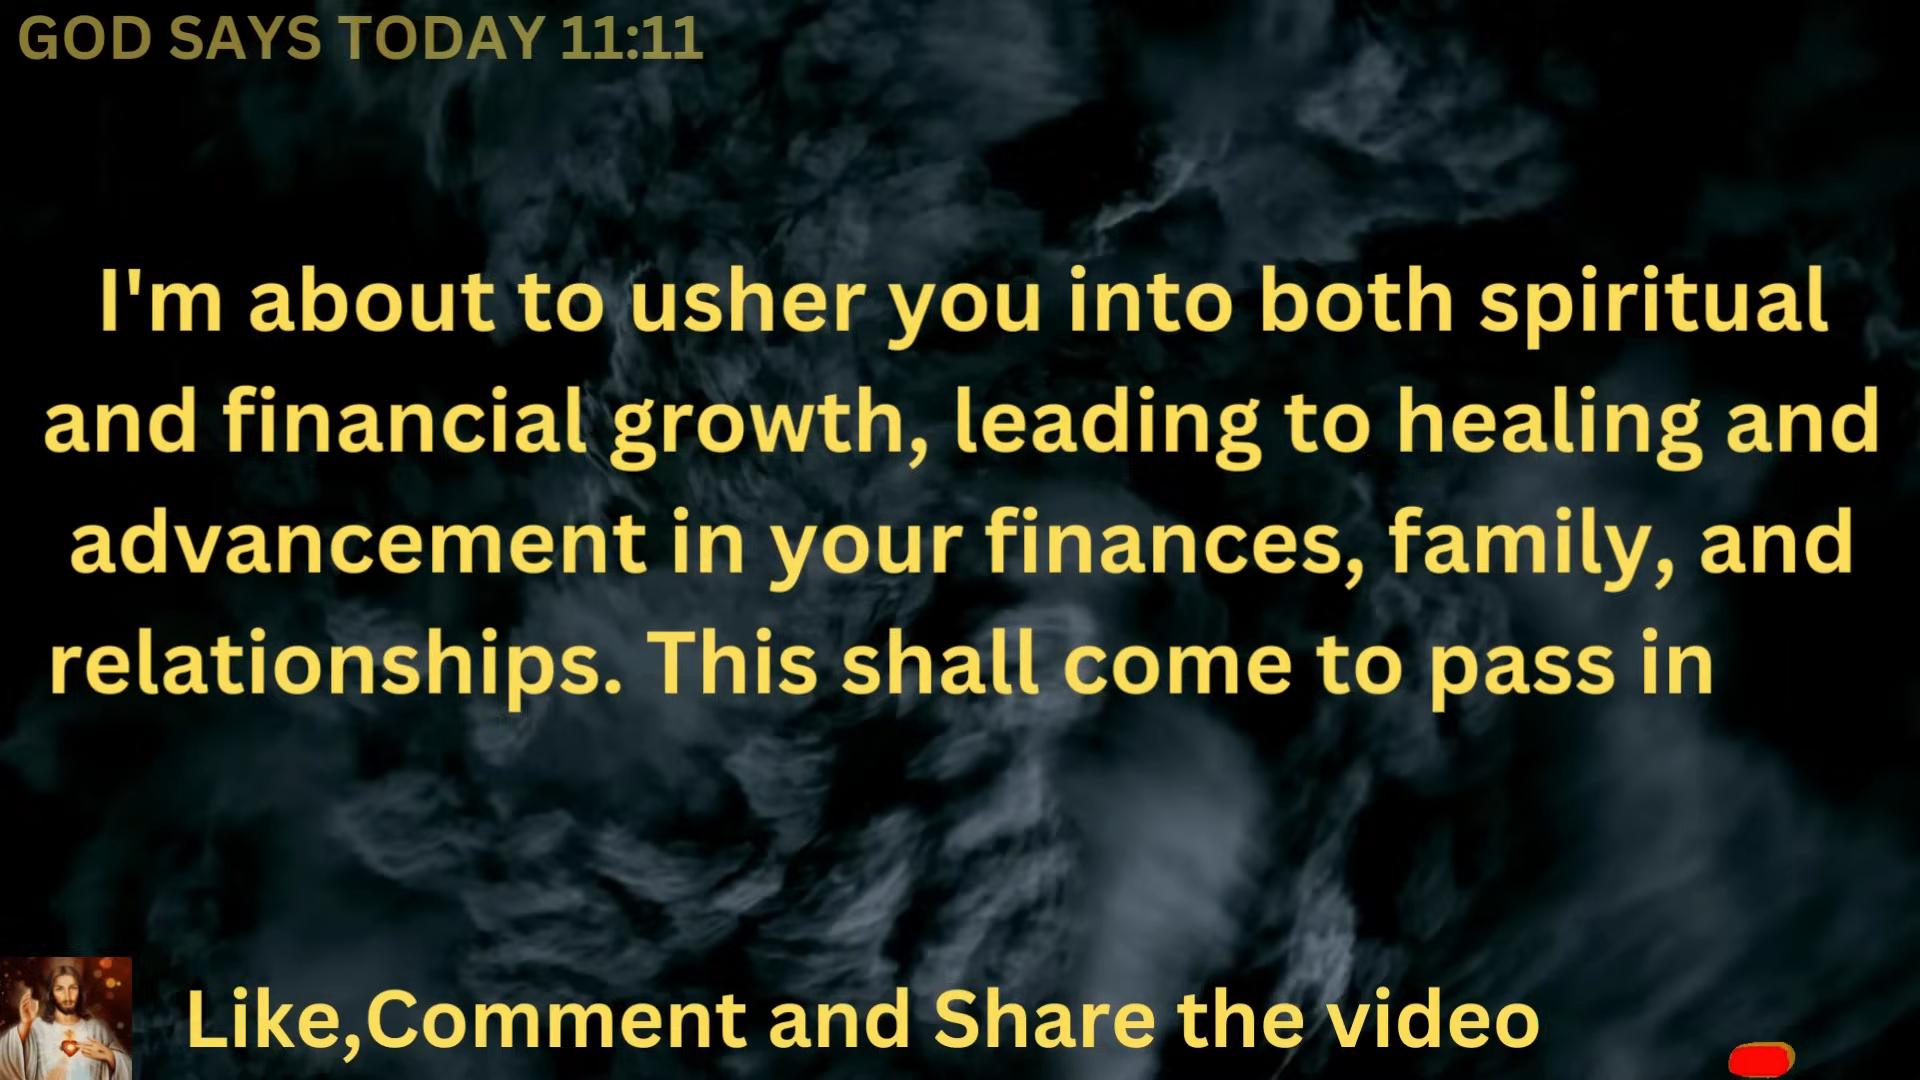 GOD SAYS TODAY 11:11
I'm about to usher you into both spiritual
and financial growth, leading to healing and
advancement in your finances, family, and
relationships. This shall come to pass in
Like,Comment and Share the video